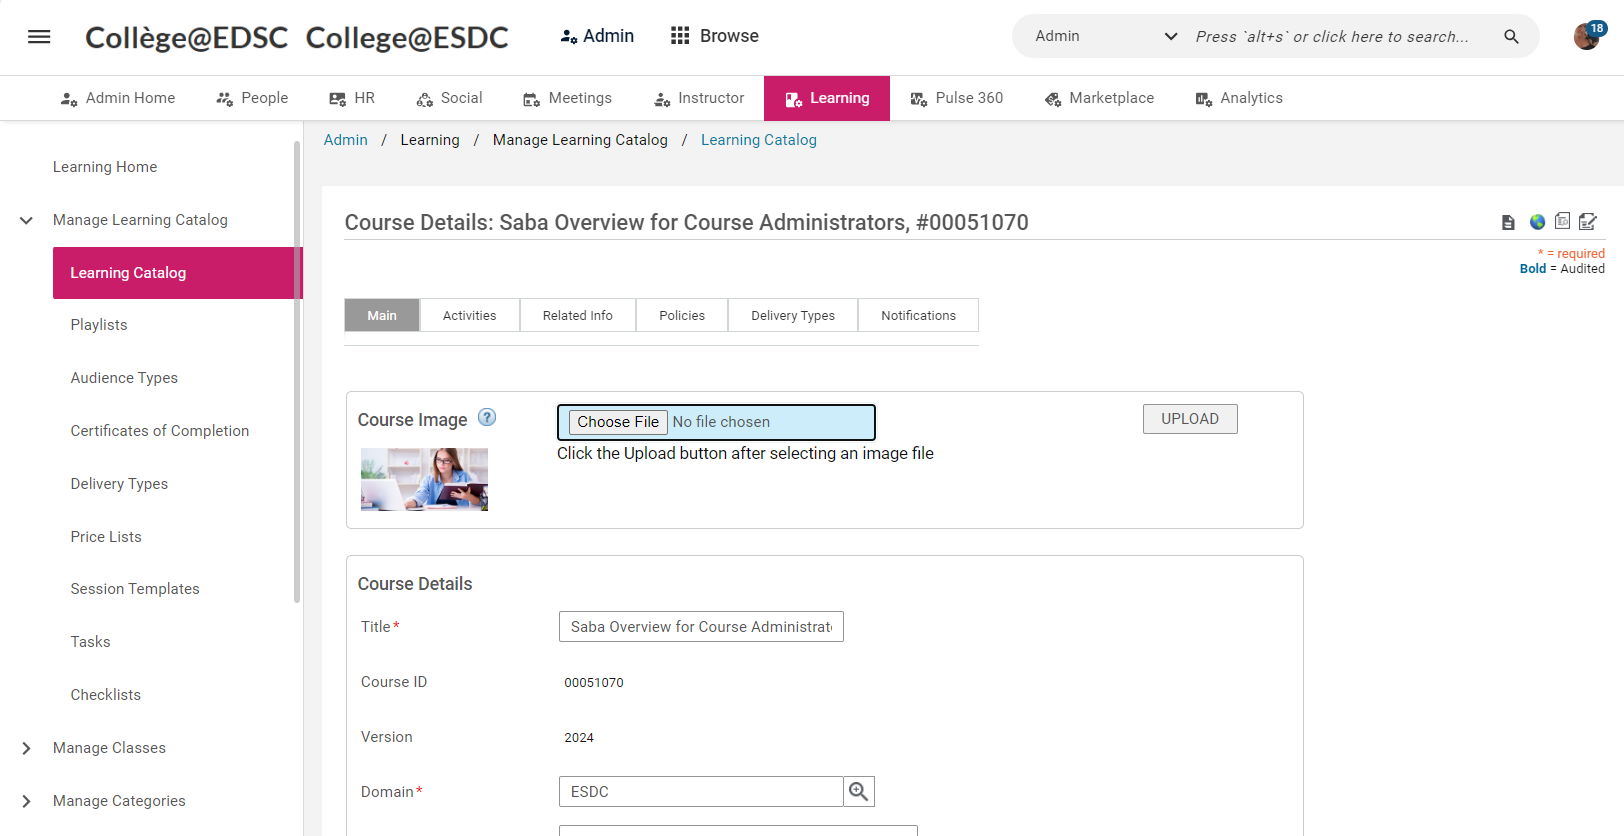 Collège@EDSC College@ESDC
Admin
Browse
Admin
Press `alt+s` or click here to search...
18
Admin Home
People
HR
Social
Meetings
Instructor
Learning
Pulse 360
Marketplace
Analytics
Admin / Learning / Manage Learning Catalog / Learning Catalog
Learning Home
Manage Learning Catalog
Learning Catalog
Playlists
Audience Types
Certificates of Completion
Delivery Types
Price Lists
Session Templates
Tasks
Checklists
Manage Classes
Manage Categories
Course Details: Saba Overview for Course Administrators, #00051070
* = required
Bold = Audited
Main
Activities
Related Info
Policies
Delivery Types
Notifications
Course Image ?
Choose File No file chosen
UPLOAD
Click the Upload button after selecting an image file
Course Details
Title* Saba Overview for Course Administrat
Course ID 00051070
Version 2024
Domain* ESDC